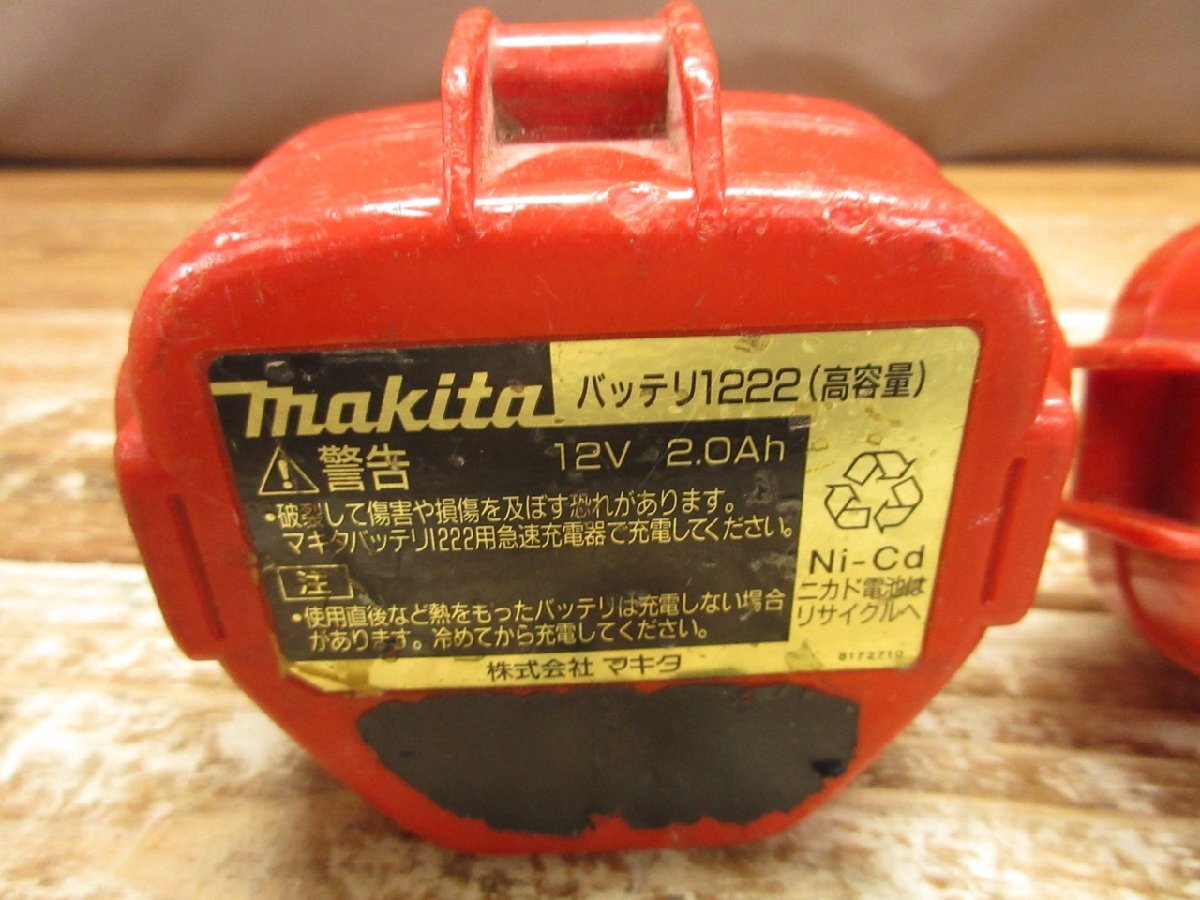 makita
バッテリ1222(高容量)
12V 2.0Ah
警告
・破裂して傷害や損傷を及ぼす恐れがあります。
マキタバッテリ1222用急速充電器で充電してください。
注
・使用直後など熱をもったバッテリは充電しない場合
があります。冷めてから充電してください。
Ni-Cd
ニカド電池は
リサイクルへ
株式会社 マキタ
8172710